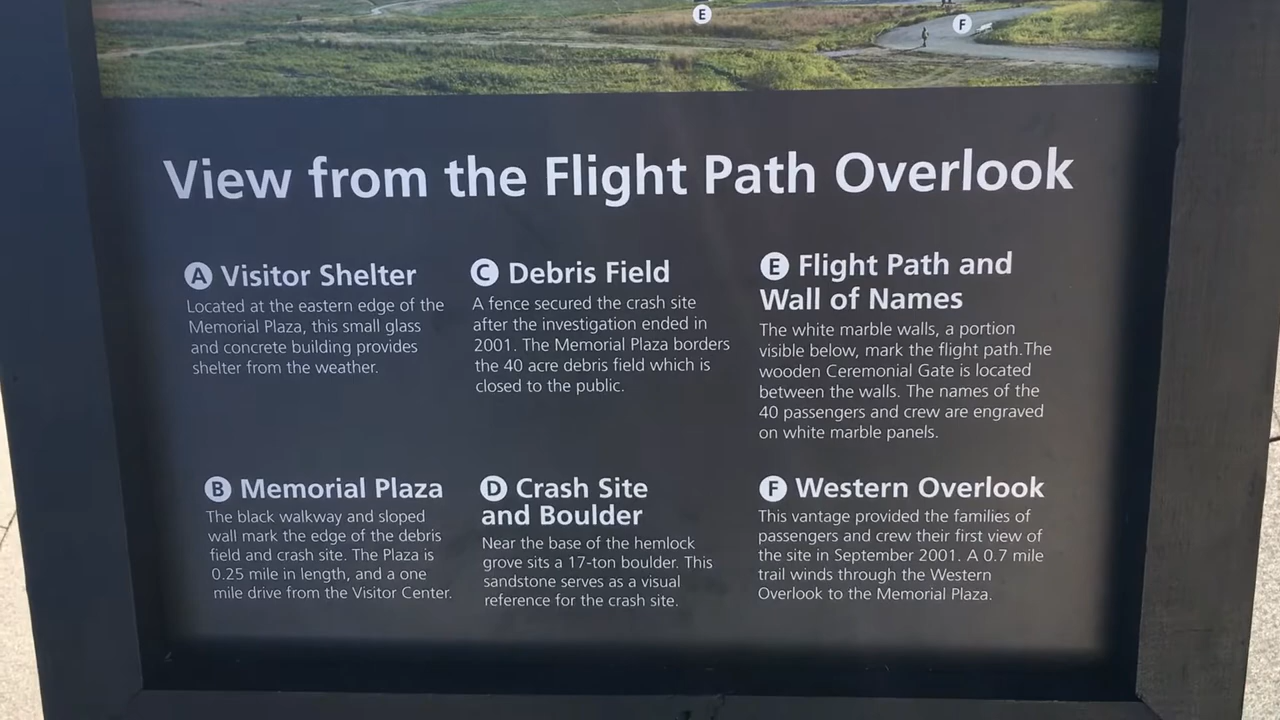 E
F
View from the Flight Path Overlook
A Visitor Shelter
Located at the eastern edge of the
Memorial Plaza, this small glass
and concrete building provides
shelter from the weather.
B Memorial Plaza
The black walkway and sloped
wall mark the edge of the debris
field and crash site. The Plaza is
0.25 mile in length, and a one
mile drive from the Visitor Center.
C Debris Field
A fence secured the crash site
after the investigation ended in
2001. The Memorial Plaza borders
the 40 acre debris field which is
closed to the public.
D Crash Site
and Boulder
Near the base of the hemlock
grove sits a 17-ton boulder. This
sandstone serves as a visual
reference for the crash site.
E Flight Path and
Wall of Names
The white marble walls, a portion
visible below, mark the flight path.The
wooden Ceremonial Gate is located
between the walls. The names of the
40 passengers and crew are engraved
on white marble panels.
F Western Overlook
This vantage provided the families of
passengers and crew their first view of
the site in September 2001. A 0.7 mile
trail winds through the Western
Overlook to the Memorial Plaza.